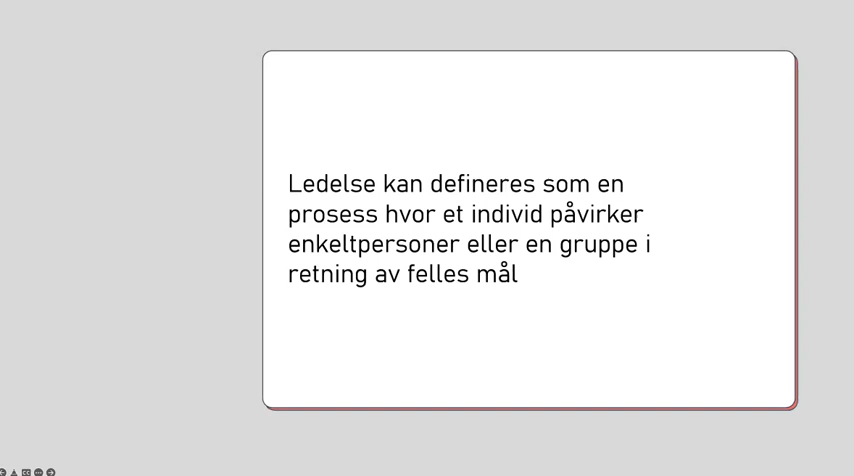 Ledelse kan defineres som en
prosess hvor et individ påvirker
enkeltpersoner eller en gruppe i
retning av felles mål